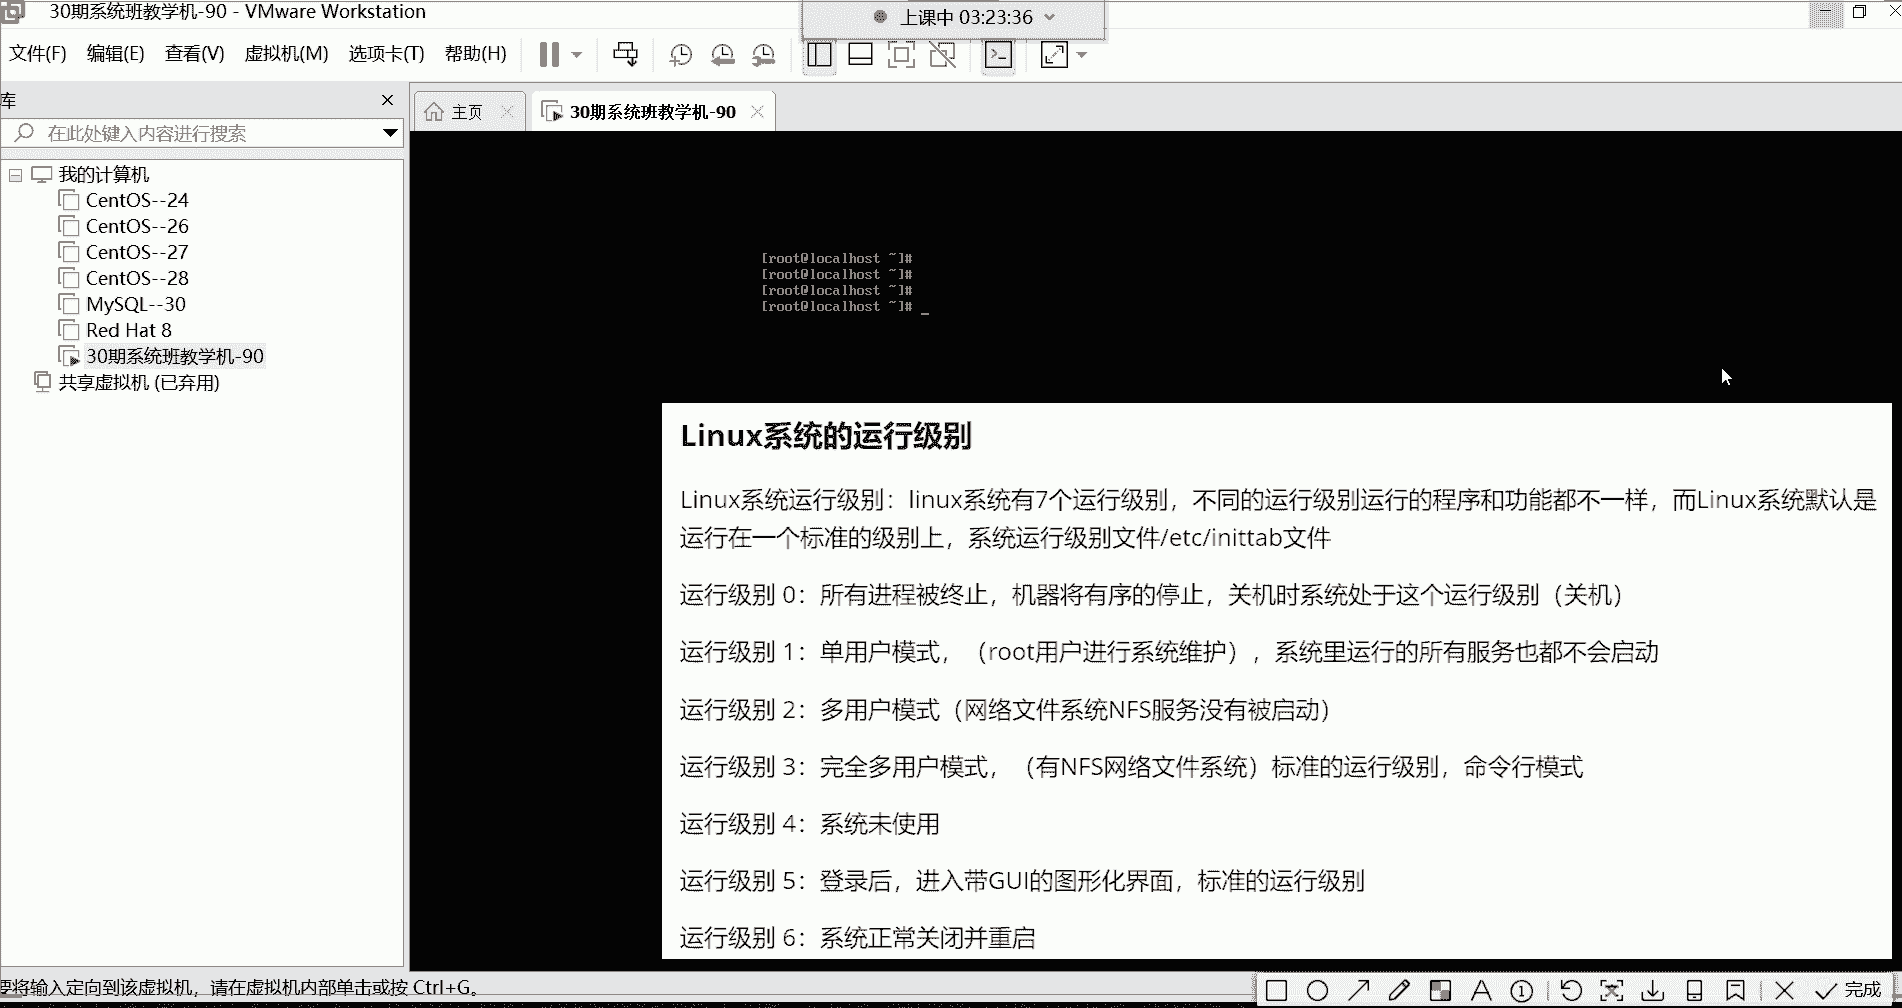 30期系统班教学机-90 - VMware Workstation
上课中 03:23:36
文件(F) 编辑(E) 查看(V) 虚拟机(M) 选项卡(T) 帮助(H)
库
在此处键入内容进行搜索
主页
30期系统班教学机-90
我的计算机
CentOS--24
CentOS--26
CentOS--27
CentOS--28
MySQL--30
Red Hat 8
30期系统班教学机-90
共享虚拟机 (已弃用)
[root@localhost ~]#
[root@localhost ~]#
[root@localhost ~]#
[root@localhost ~]# _
Linux系统的运行级别
Linux系统运行级别：linux系统有7个运行级别，不同的运行级别运行的程序和功能都不一样，而Linux系统默认是
运行在一个标准的级别上，系统运行级别文件/etc/inittab文件
运行级别 0：所有进程被终止，机器将有序的停止，关机时系统处于这个运行级别（关机）
运行级别 1：单用户模式，（root用户进行系统维护），系统里运行的所有服务也都不会启动
运行级别 2：多用户模式（网络文件系统NFS服务没有被启动）
运行级别 3：完全多用户模式，（有NFS网络文件系统）标准的运行级别，命令行模式
运行级别 4：系统未使用
运行级别 5：登录后，进入带GUI的图形化界面，标准的运行级别
运行级别 6：系统正常关闭并重启
要将输入定向到该虚拟机，请在虚拟机内部单击或按 Ctrl+G。
完成